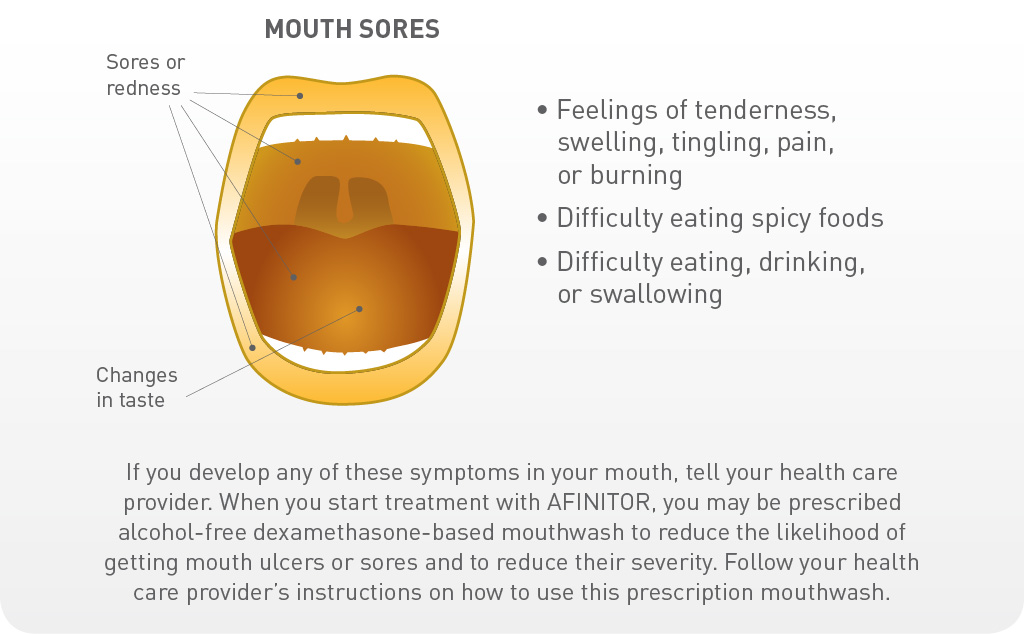 MOUTH SORES
Sores or
redness
Changes
in taste
• Feelings of tenderness,
swelling, tingling, pain,
or burning
• Difficulty eating spicy foods
• Difficulty eating, drinking,
or swallowing
If you develop any of these symptoms in your mouth, tell your health care
provider. When you start treatment with AFINITOR, you may be prescribed
alcohol-free dexamethasone-based mouthwash to reduce the likelihood of
getting mouth ulcers or sores and to reduce their severity. Follow your health
care provider’s instructions on how to use this prescription mouthwash.